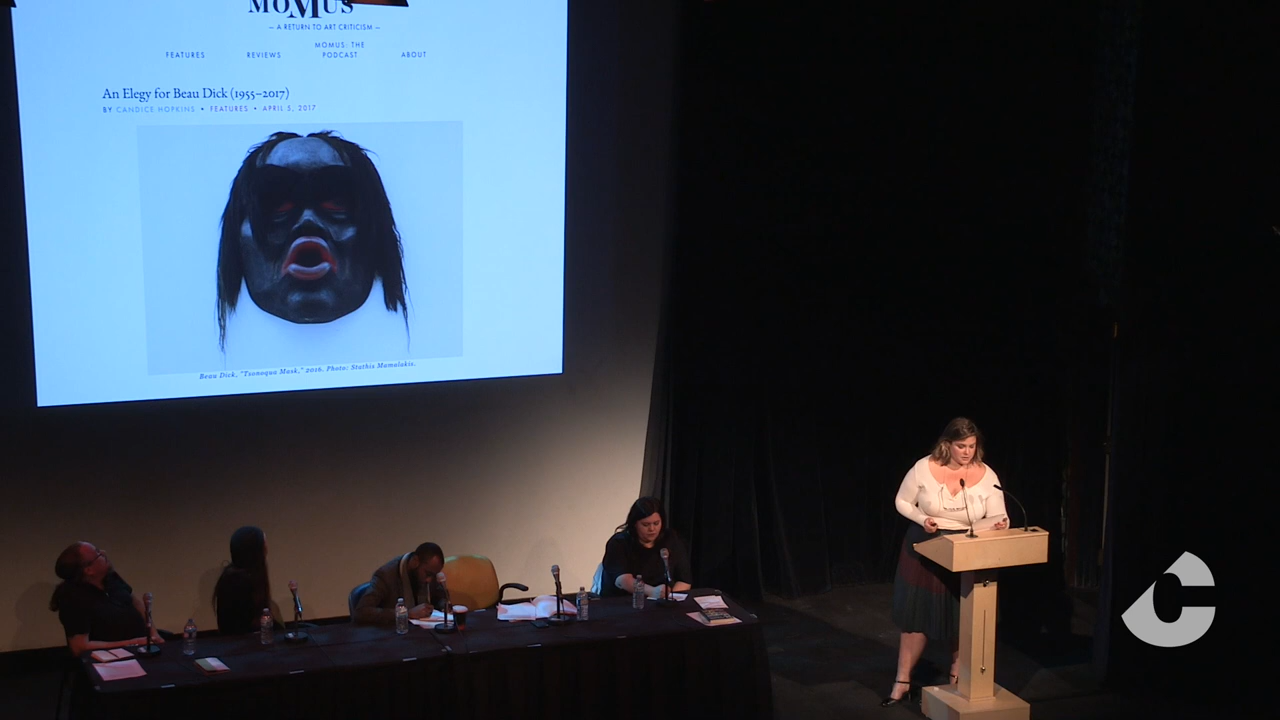 MOMUS
— A RETURN TO ART CRITICISM —
FEATURES REVIEWS MOMUS: THE PODCAST ABOUT
An Elegy for Beau Dick (1955–2017)
BY CANDICE HOPKINS • FEATURES • APRIL 5, 2017
Beau Dick, "Tsonoqua Mask," 2016. Photo: Stathis Mamalakis.
C